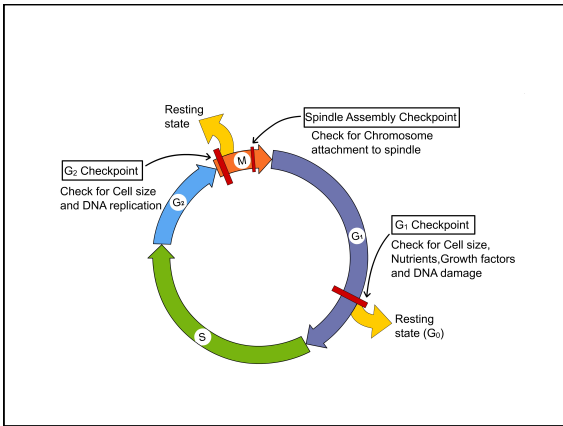 Resting
state
Spindle Assembly Checkpoint
Check for Chromosome
attachment to spindle
M
G₂ Checkpoint
Check for Cell size
and DNA replication
G₂
G₁
G₁ Checkpoint
Check for Cell size,
Nutrients,Growth factors
and DNA damage
Resting
state (G₀)
S